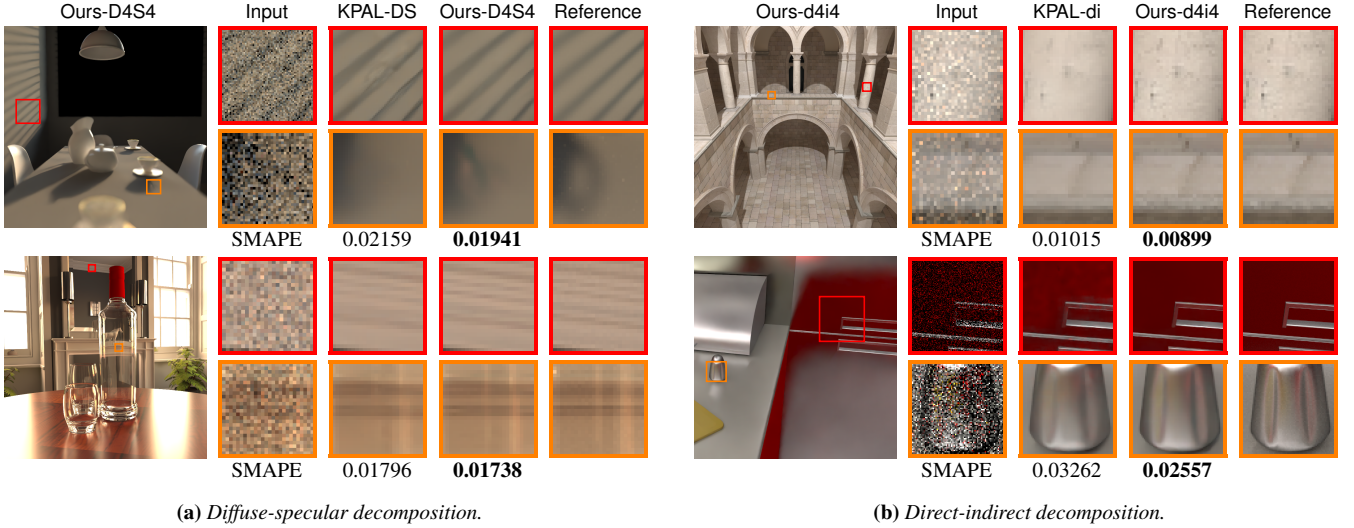 Ours-D4S4 Input KPAL-DS Ours-D4S4 Reference
SMAPE 0.02159 0.01941
SMAPE 0.01796 0.01738
(a) Diffuse-specular decomposition.
Ours-d4i4 Input KPAL-di Ours-d4i4 Reference
SMAPE 0.01015 0.00899
SMAPE 0.03262 0.02557
(b) Direct-indirect decomposition.